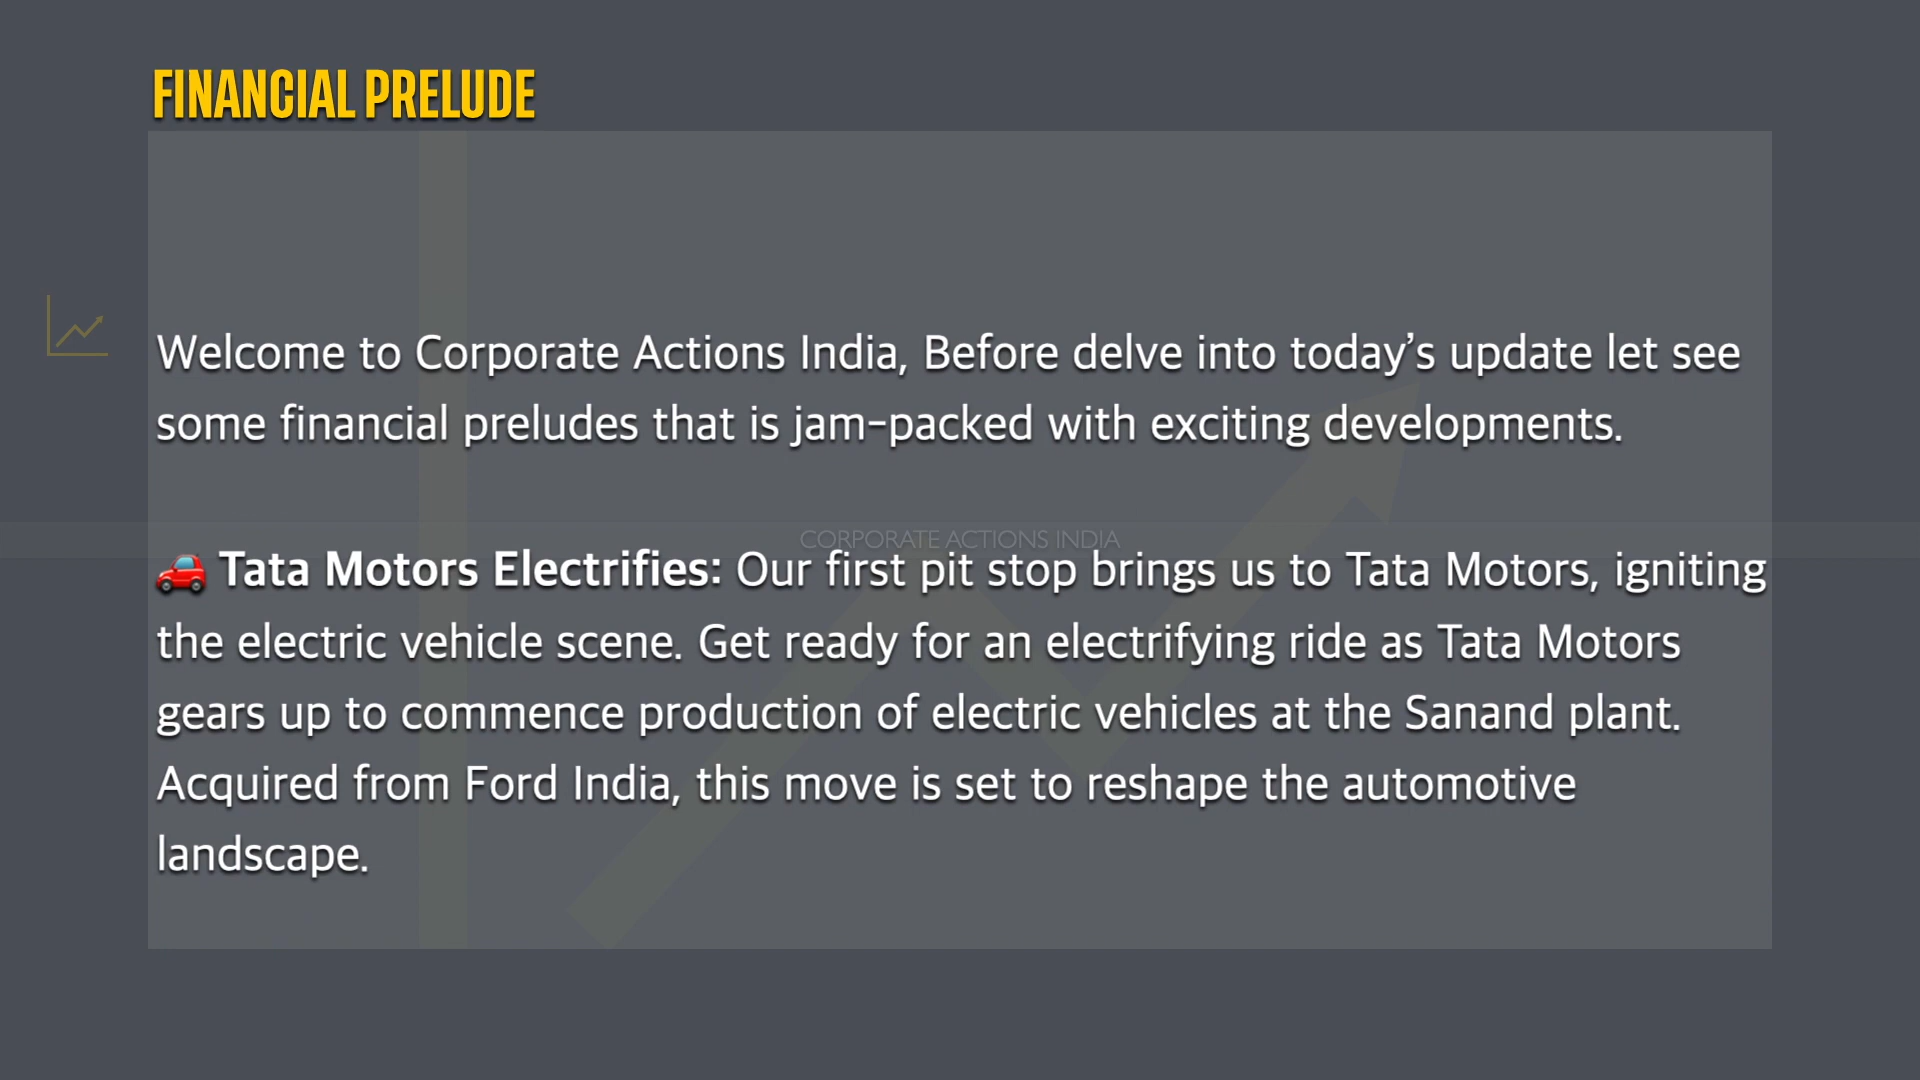 FINANCIAL PRELUDE
Welcome to Corporate Actions India, Before delve into today’s update let see
some financial preludes that is jam-packed with exciting developments.
CORPORATE ACTIONS INDIA
🚗 Tata Motors Electrifies: Our first pit stop brings us to Tata Motors, igniting
the electric vehicle scene. Get ready for an electrifying ride as Tata Motors
gears up to commence production of electric vehicles at the Sanand plant.
Acquired from Ford India, this move is set to reshape the automotive
landscape.